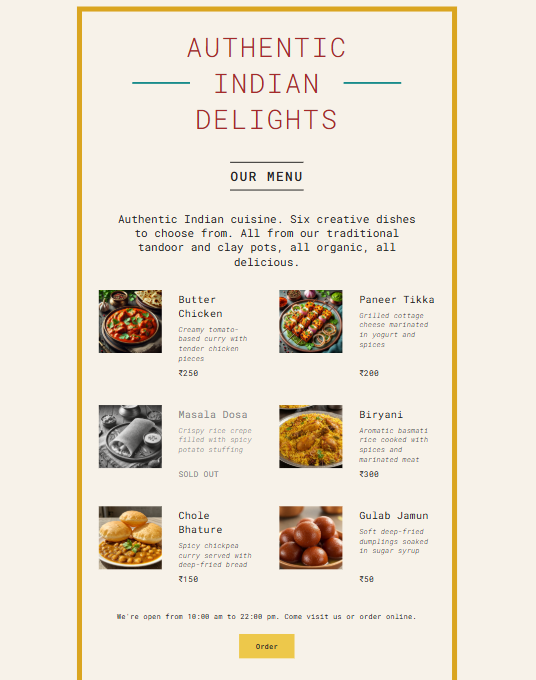 AUTHENTIC
INDIAN
DELIGHTS
OUR MENU
Authentic Indian cuisine. Six creative dishes
to choose from. All from our traditional
tandoor and clay pots, all organic, all
delicious.
Butter
Chicken
Creamy tomato-
based curry with
tender chicken
pieces
₹250
Paneer Tikka
Grilled cottage
cheese marinated
in yogurt and
spices
₹200
Masala Dosa
Crispy rice crepe
filled with spicy
potato stuffing
SOLD OUT
Biryani
Aromatic basmati
rice cooked with
spices and
marinated meat
₹300
Chole
Bhature
Spicy chickpea
curry served with
deep-fried bread
₹150
Gulab Jamun
Soft deep-fried
dumplings soaked
in sugar syrup
₹50
We're open from 10:00 am to 22:00 pm. Come visit us or order online.
Order